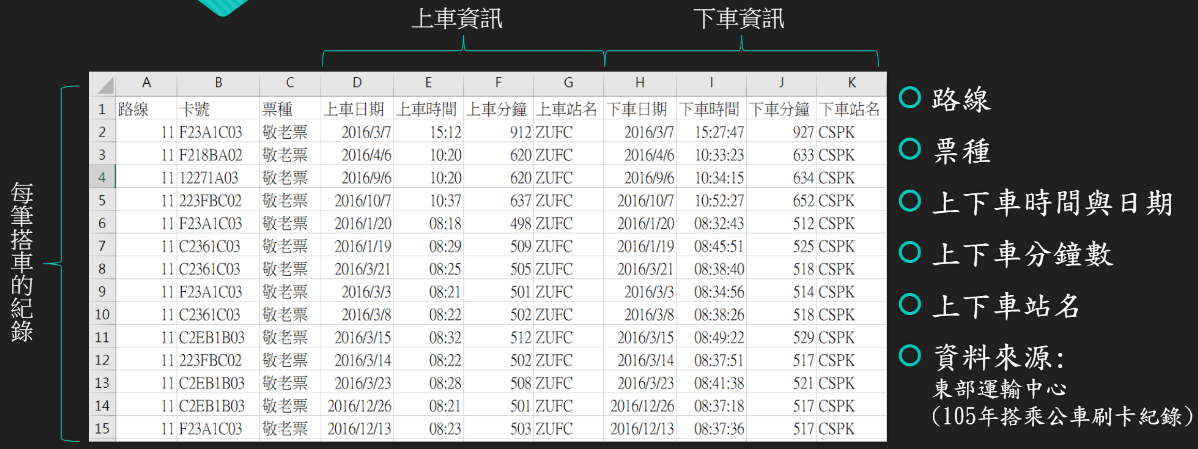 上車資訊 下車資訊
每筆搭車的紀錄
A B C D E F G H I J K
1 路線 卡號 票種 上車日期 上車時間 上車分鐘 上車站名 下車日期 下車時間 下車分鐘 下車站名
2 11 F23A1C03 敬老票 2016/3/7 15:12 912 ZUFC 2016/3/7 15:27:47 927 CSPK
3 11 F218BA02 敬老票 2016/4/6 10:20 620 ZUFC 2016/4/6 10:33:23 633 CSPK
4 11 12271A03 敬老票 2016/9/6 10:20 620 ZUFC 2016/9/6 10:34:15 634 CSPK
5 11 223FBC02 敬老票 2016/10/7 10:37 637 ZUFC 2016/10/7 10:52:27 652 CSPK
6 11 F23A1C03 敬老票 2016/1/20 08:18 498 ZUFC 2016/1/20 08:32:43 512 CSPK
7 11 C2361C03 敬老票 2016/1/19 08:29 509 ZUFC 2016/1/19 08:45:51 525 CSPK
8 11 C2361C03 敬老票 2016/3/21 08:25 505 ZUFC 2016/3/21 08:38:40 518 CSPK
9 11 F23A1C03 敬老票 2016/3/3 08:21 501 ZUFC 2016/3/3 08:34:56 514 CSPK
10 11 C2361C03 敬老票 2016/3/8 08:22 502 ZUFC 2016/3/8 08:38:26 518 CSPK
11 11 C2EB1B03 敬老票 2016/3/15 08:32 512 ZUFC 2016/3/15 08:49:22 529 CSPK
12 11 223FBC02 敬老票 2016/3/14 08:22 502 ZUFC 2016/3/14 08:37:51 517 CSPK
13 11 C2EB1B03 敬老票 2016/3/23 08:28 508 ZUFC 2016/3/23 08:41:38 521 CSPK
14 11 C2EB1B03 敬老票 2016/12/26 08:21 501 ZUFC 2016/12/26 08:37:18 517 CSPK
15 11 F23A1C03 敬老票 2016/12/13 08:23 503 ZUFC 2016/12/13 08:37:36 517 CSPK
路線
票種
上下車時間與日期
上下車分鐘數
上下車站名
資料來源:
東部運輸中心
(105年搭乘公車刷卡紀錄)